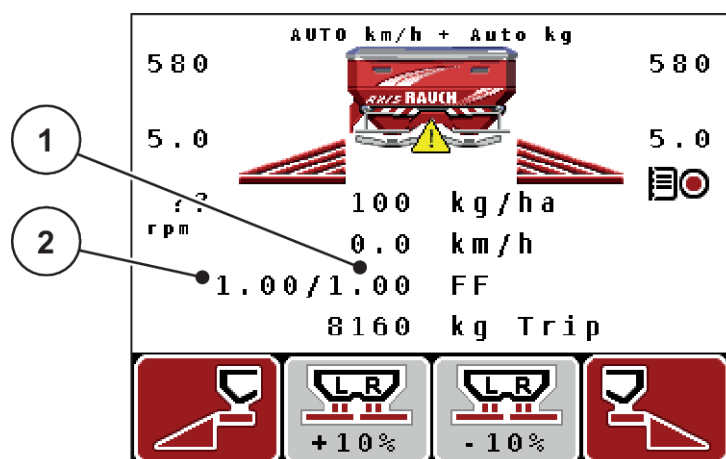 AUTO km/h + Auto kg
580 580
AXIS RAUCH
1
5.0 5.0
?? 100 kg/ha
rpm
2
0.0 km/h
1.00/1.00 FF
8160 kg Trip
L R L R
+10% -10%